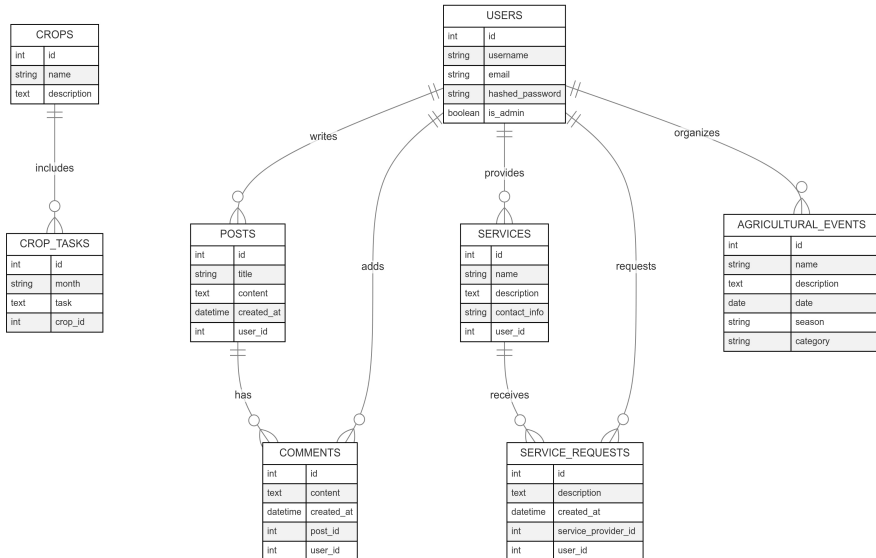 USERS
int id
string username
string email
string hashed_password
boolean is_admin
CROPS
int id
string name
text description
writes
organizes
includes
provides
POSTS
int id
string title
text content
datetime created_at
int user_id
SERVICES
int id
string name
text description
string contact_info
int user_id
AGRICULTURAL_EVENTS
int id
string name
text description
date date
string season
string category
CROP_TASKS
int id
string month
text task
int crop_id
adds
requests
has
receives
COMMENTS
int id
text content
datetime created_at
int post_id
int user_id
SERVICE_REQUESTS
int id
text description
datetime created_at
int service_provider_id
int user_id